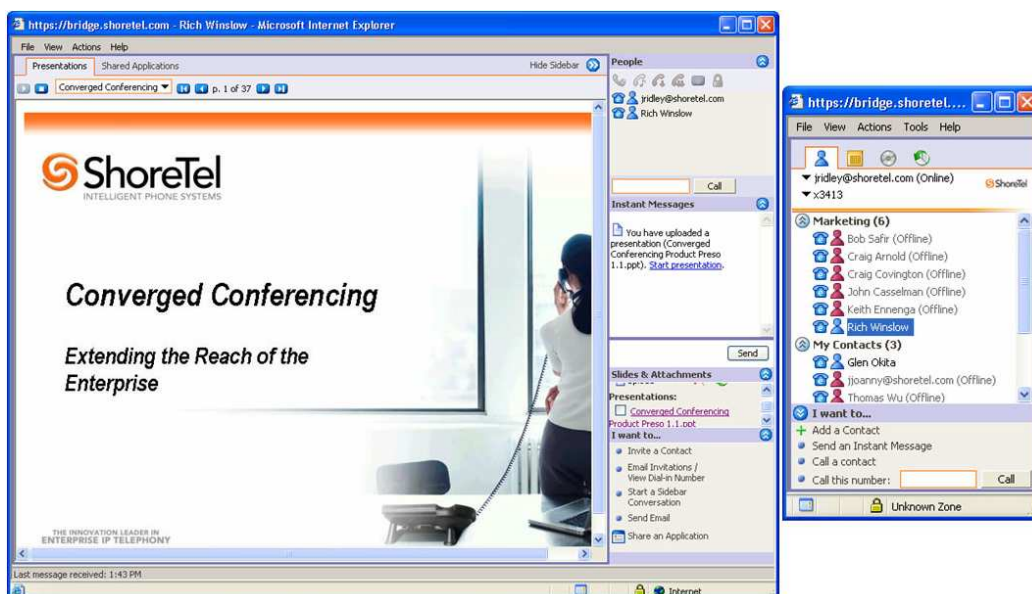 https://bridge.shoretel.com - Rich Winslow - Microsoft Internet Explorer
File View Actions Help
Presentations Shared Applications Hide Sidebar
Converged Conferencing p. 1 of 37
ShoreTel
INTELLIGENT PHONE SYSTEMS
Converged Conferencing
Extending the Reach of the
Enterprise
THE INNOVATION LEADER IN
ENTERPRISE IP TELEPHONY
People
jridley@shoretel.com
Rich Winslow
Call
Instant Messages
You have uploaded a
presentation (Converged
Conferencing Product Preso
1.1.ppt). Start presentation.
Send
Slides & Attachments
Presentations:
Converged Conferencing
Product Preso 1.1.ppt
I want to...
Invite a Contact
Email Invitations /
View Dial-in Number
Start a Sidebar
Conversation
Send Email
Share an Application
Last message received: 1:43 PM
Internet
https://bridge.shoretel....
File View Actions Tools Help
jridley@shoretel.com (Online)
ShoreTel
x3413
Marketing (6)
Bob Safir (Offline)
Craig Arnold (Offline)
Craig Covington (Offline)
John Casselman (Offline)
Keith Ennenga (Offline)
Rich Winslow
My Contacts (3)
Glen Okita
jjoanny@shoretel.com (Offline)
Thomas Wu (Offline)
I want to...
Add a Contact
Send an Instant Message
Call a contact
Call this number: Call
Unknown Zone